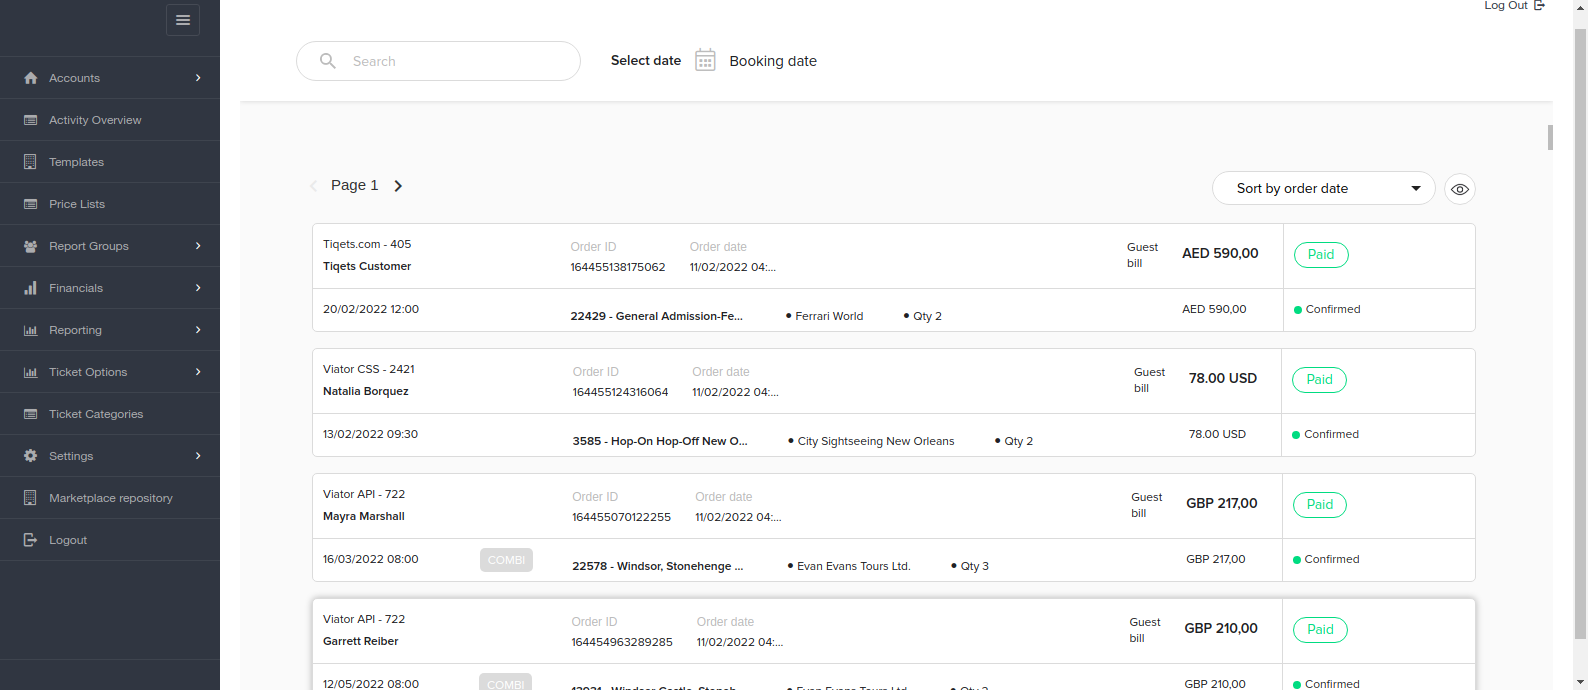 Log Out
Search
Select date
Booking date
Accounts
Activity Overview
Templates
Price Lists
Report Groups
Financials
Reporting
Ticket Options
Ticket Categories
Settings
Marketplace repository
Logout
Page 1
Sort by order date
Tiqets.com - 405
Tiqets Customer
Order ID
164455138175062
Order date
11/02/2022 04:...
Guest
bill
AED 590,00
Paid
20/02/2022 12:00
22429 - General Admission-Fe...
• Ferrari World
• Qty 2
AED 590,00
Confirmed
Viator CSS - 2421
Natalia Borquez
Order ID
164455124316064
Order date
11/02/2022 04:...
Guest
bill
78.00 USD
Paid
13/02/2022 09:30
3585 - Hop-On Hop-Off New O...
• City Sightseeing New Orleans
• Qty 2
78.00 USD
Confirmed
Viator API - 722
Mayra Marshall
Order ID
164455070122255
Order date
11/02/2022 04:...
Guest
bill
GBP 217,00
Paid
16/03/2022 08:00
COMBI
22578 - Windsor, Stonehenge ...
• Evan Evans Tours Ltd.
• Qty 3
GBP 217,00
Confirmed
Viator API - 722
Garrett Reiber
Order ID
164454963289285
Order date
11/02/2022 04:...
Guest
bill
GBP 210,00
Paid
12/05/2022 08:00
COMBI
• Evan Evans Tours Ltd.
GBP 210,00
Confirmed